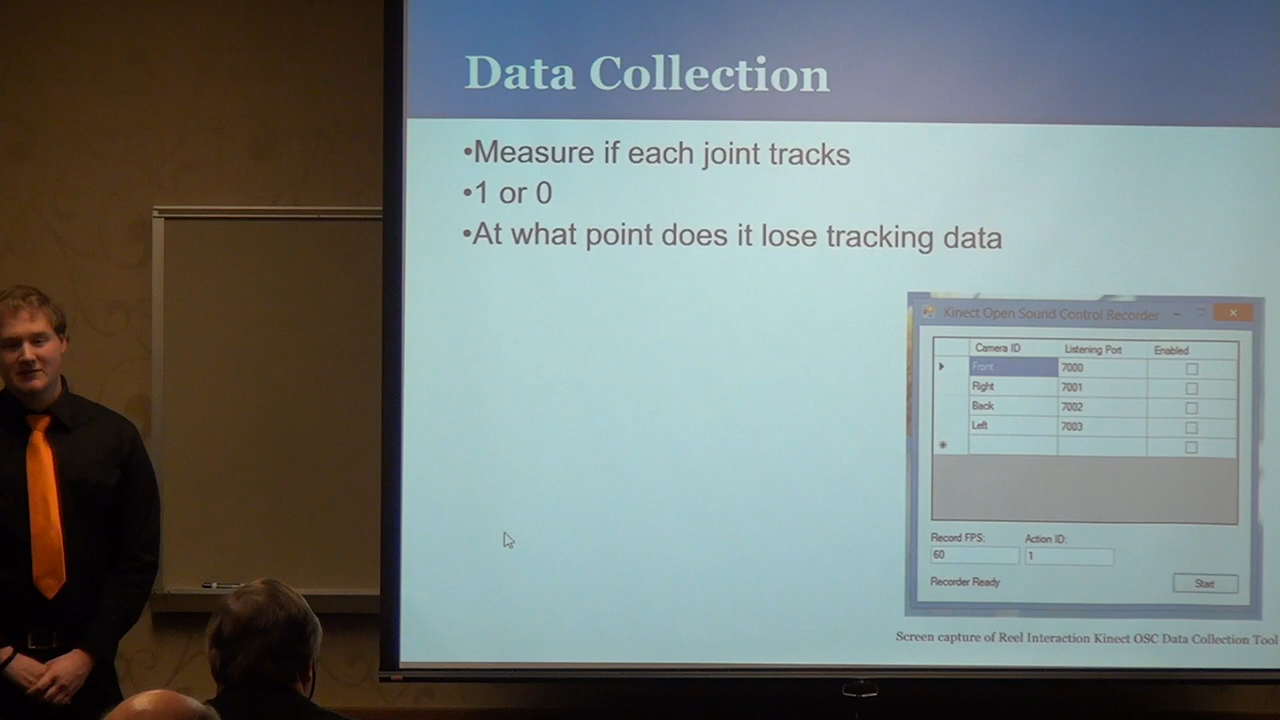 Data Collection
•Measure if each joint tracks
•1 or 0
•At what point does it lose tracking data
Kinect Open Sound Control Recorder
Camera ID Listening Port Enabled
Front 7000
Right 7001
Back 7002
Left 7003
Record FPS: Action ID:
60 1
Recorder Ready Start
Screen capture of Reel Interaction Kinect OSC Data Collection Tool